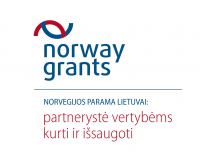 norway
grants
NORVEGIJOS PARAMA LIETUVAI:
partnerystė vertybėms
kurti ir išsaugoti